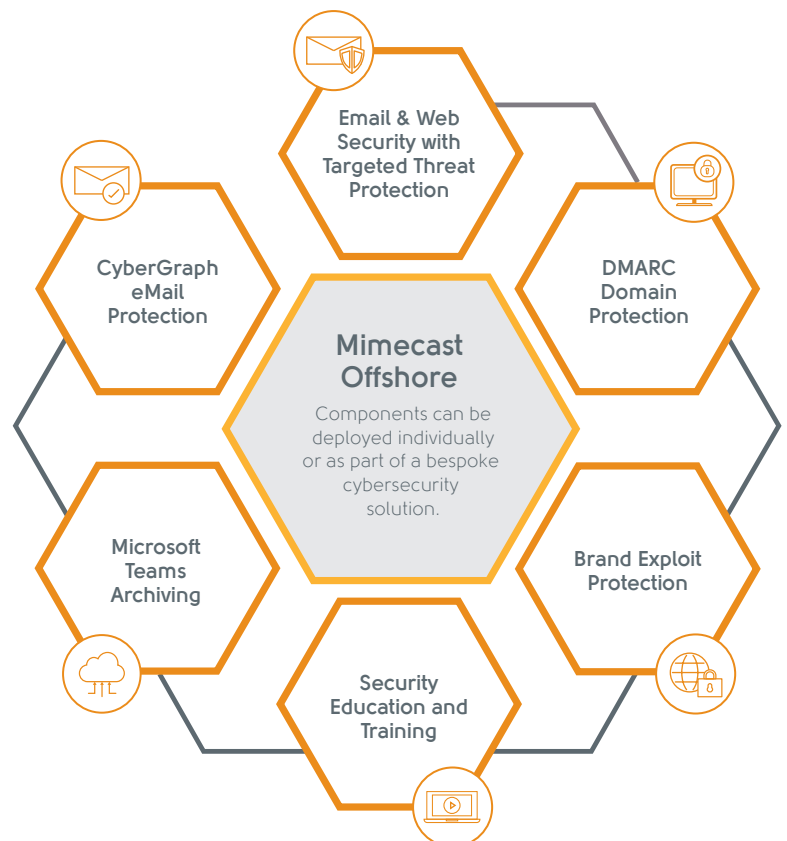 Email & Web
Security with
Targeted Threat
Protection
CyberGraph
eMail
Protection
DMARC
Domain
Protection
Mimecast
Offshore
Components can be
deployed individually
or as part of a bespoke
cybersecurity
solution.
Microsoft
Teams
Archiving
Brand Exploit
Protection
Security
Education and
Training